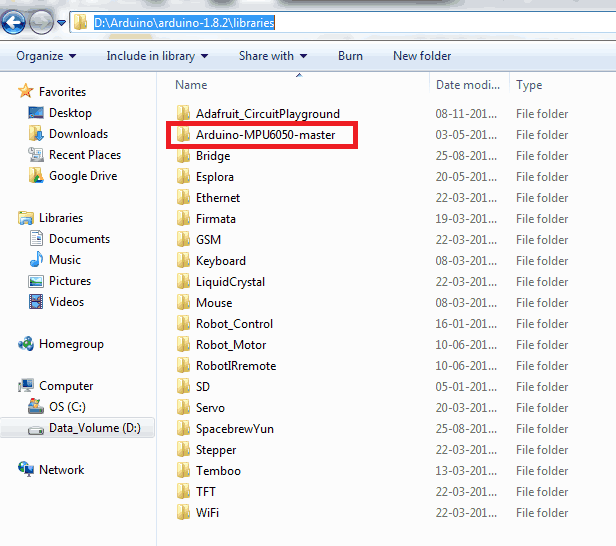 D:\Arduino\arduino-1.8.2\libraries
Organize Include in library Share with Burn New folder
Name Date modi... Type
Favorites
Desktop
Downloads
Recent Places
Google Drive
Libraries
Documents
Music
Pictures
Videos
Homegroup
Computer
OS (C:)
Data_Volume (D:)
Network
Adafruit_CircuitPlayground 08-11-201... File folder
Arduino-MPU6050-master 03-05-201... File folder
Bridge 25-08-201... File folder
Esplora 20-05-201... File folder
Ethernet 22-03-201... File folder
Firmata 19-03-201... File folder
GSM 22-03-201... File folder
Keyboard 08-03-201... File folder
LiquidCrystal 22-03-201... File folder
Mouse 08-03-201... File folder
Robot_Control 16-01-201... File folder
Robot_Motor 10-06-201... File folder
RobotIRremote 10-06-201... File folder
SD 05-01-201... File folder
Servo 20-03-201... File folder
SpacebrewYun 25-08-201... File folder
Stepper 22-03-201... File folder
Temboo 13-03-201... File folder
TFT 22-03-201... File folder
WiFi 22-03-201... File folder